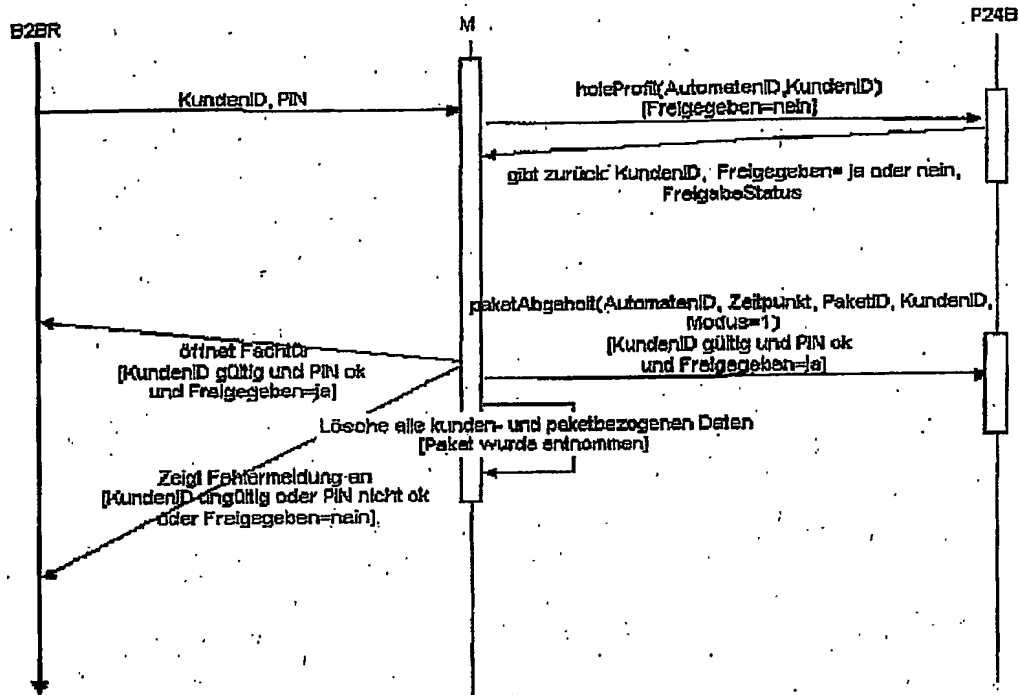 B2BR
M
P24B
KundenID, PIN
holeProfil(AutomatenID,KundenID)
[Freigegeben=nein]
gibt zurück: KundenID, Freigegeben= ja oder nein,
FreigabeStatus
paketAbgeholt(AutomatenID, Zeitpunkt, PaketID, KundenID,
Modus=1)
[KundenID gültig und PIN ok
und Freigegeben=ja]
öffnet Fachtür
[KundenID gültig und PIN ok
und Freigegeben=ja]
Lösche alle kunden- und paketbezogenen Daten
[Paket wurde entnommen]
Zeigt Fehlermeldung an
[KundenID ungültig oder PIN nicht ok
oder Freigegeben=nein]